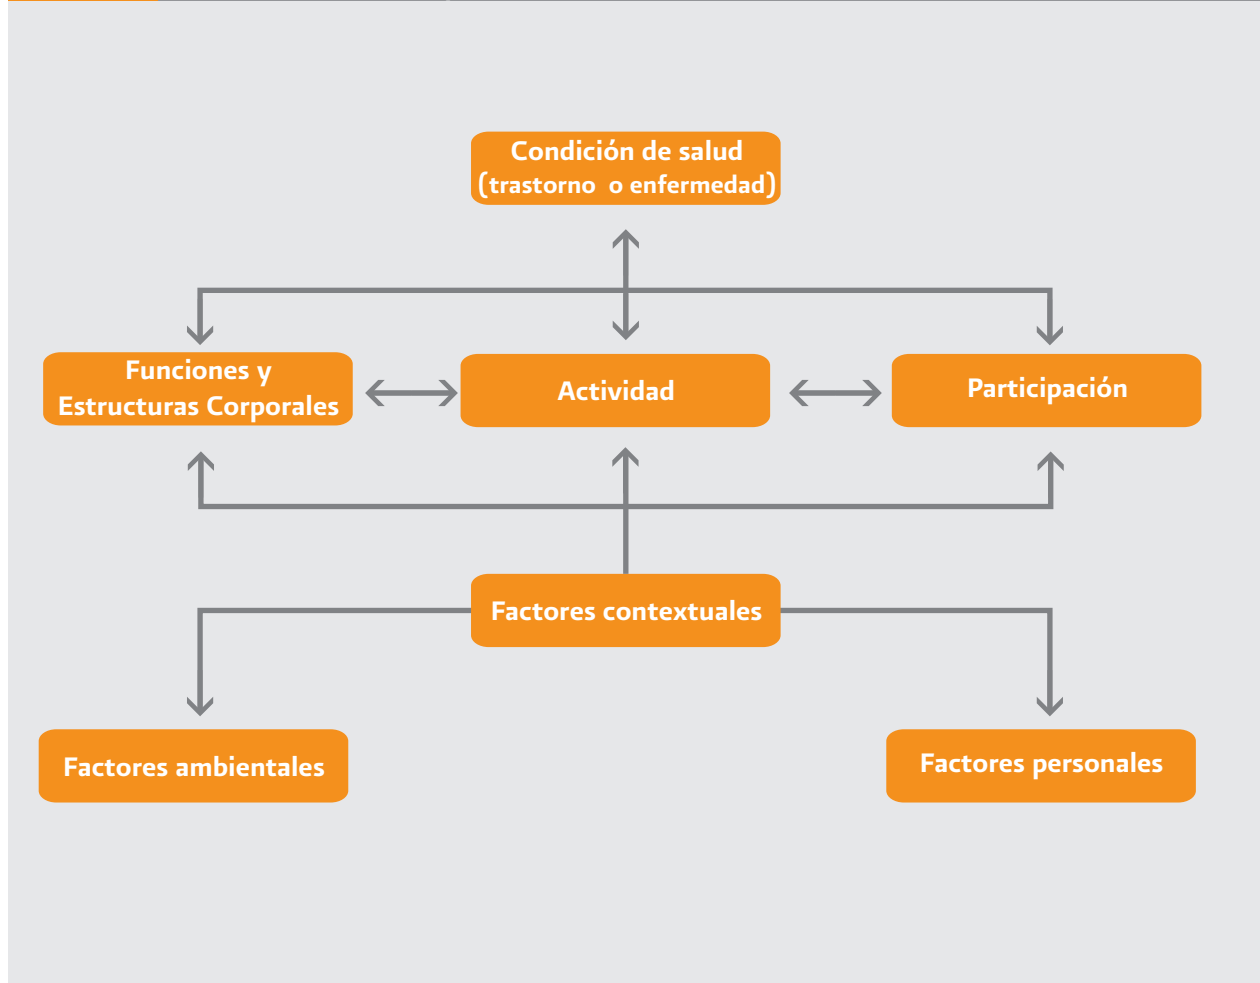 Condición de salud
(trastorno o enfermedad)
Funciones y
Estructuras Corporales
Actividad
Participación
Factores contextuales
Factores ambientales
Factores personales